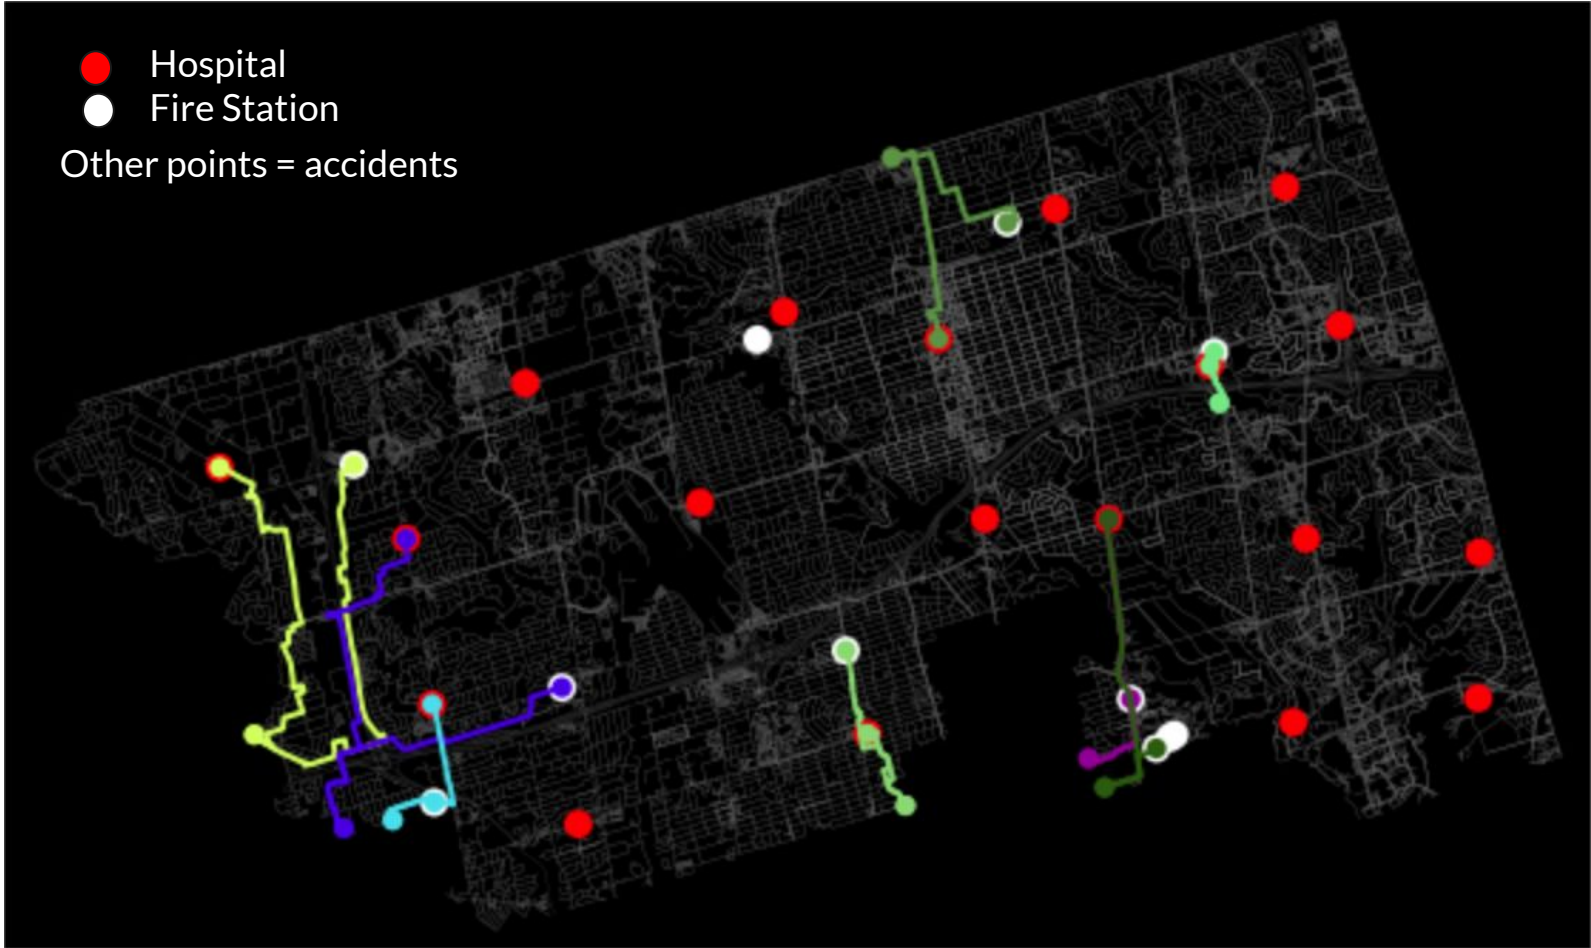 Hospital
Fire Station
Other points = accidents